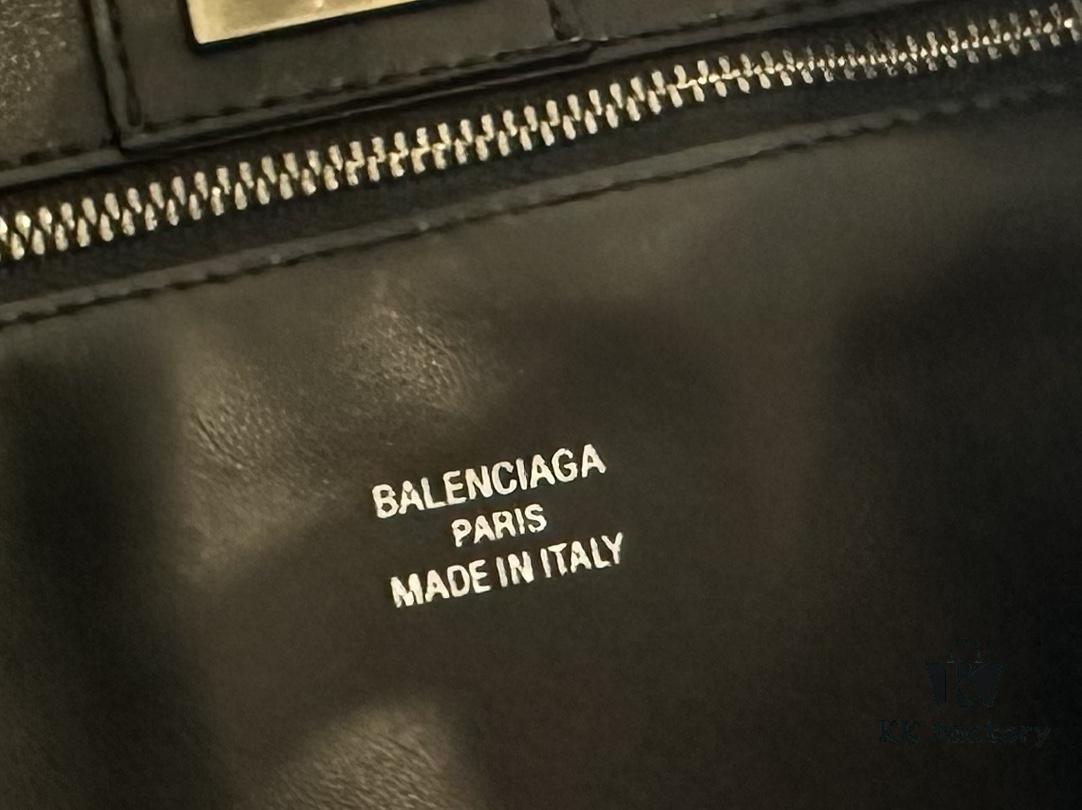 BALENCIAGA
PARIS
MADE IN ITALY
KK Factory